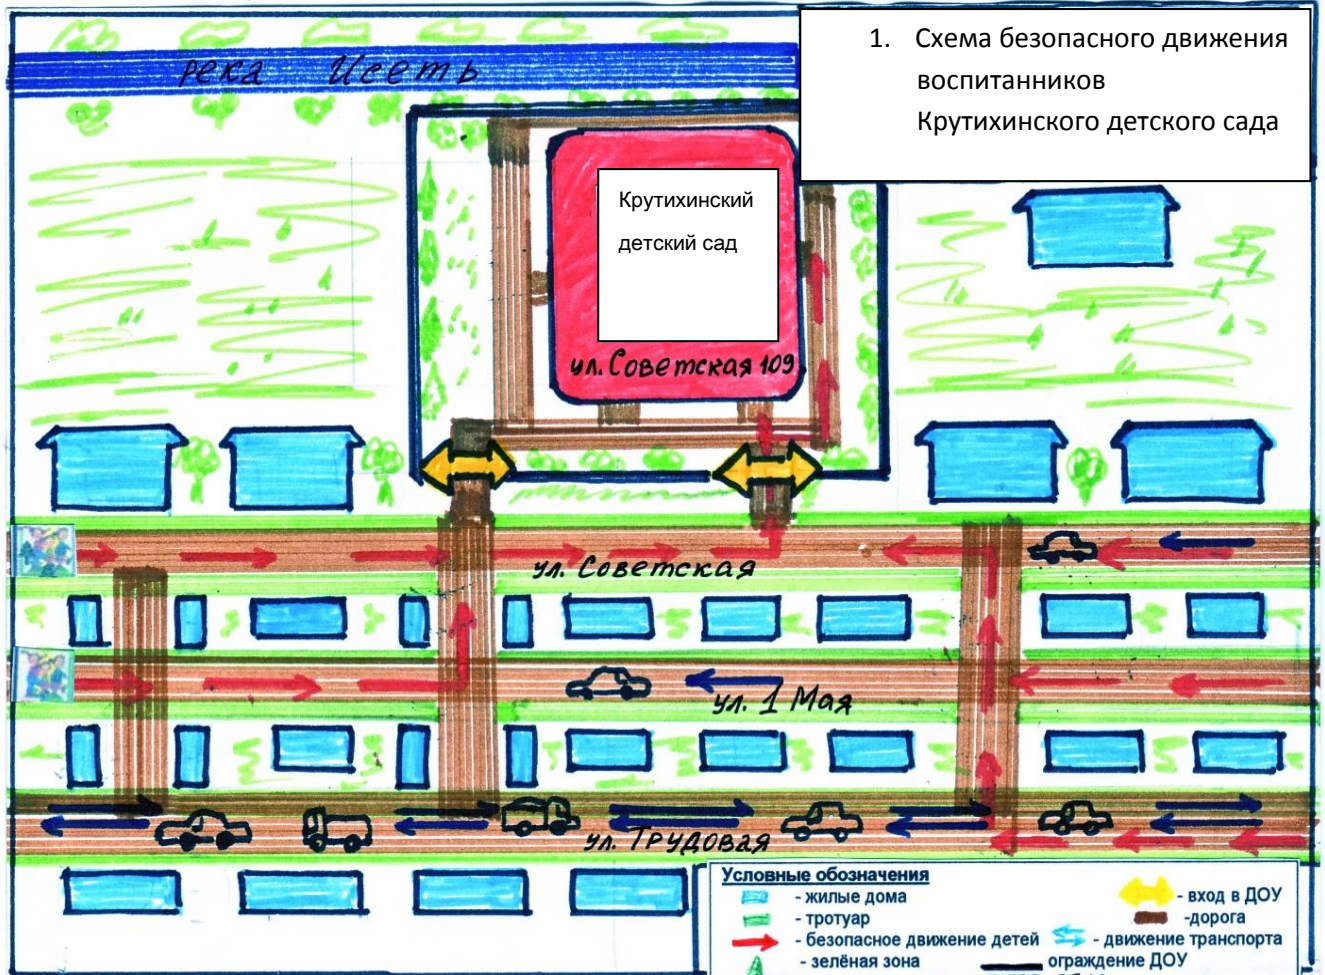 река Исеть
1. Схема безопасного движения
воспитанников
Крутихинского детского сада
Крутихинский
детский сад
ул. Советская 109
ул. Советская
ул. 1 Мая
ул. Трудовая
Условные обозначения
- жилые дома
- вход в ДОУ
- тротуар
-дорога
- безопасное движение детей
- движение транспорта
- зелёная зона
ограждение ДОУ